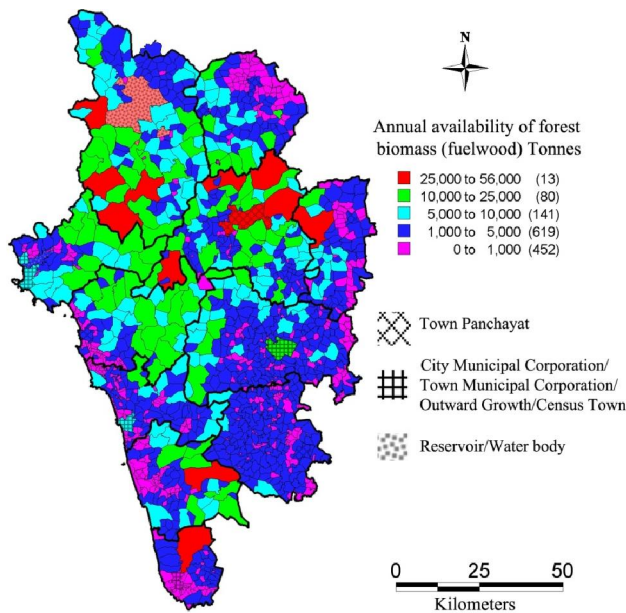 N
Annual availability of forest
biomass (fuelwood) Tonnes
25,000 to 56,000 (13)
10,000 to 25,000 (80)
5,000 to 10,000 (141)
1,000 to 5,000 (619)
0 to 1,000 (452)
Town Panchayat
City Municipal Corporation/
Town Municipal Corporation/
Outward Growth/Census Town
Reservoir/Water body
0 25 50
Kilometers